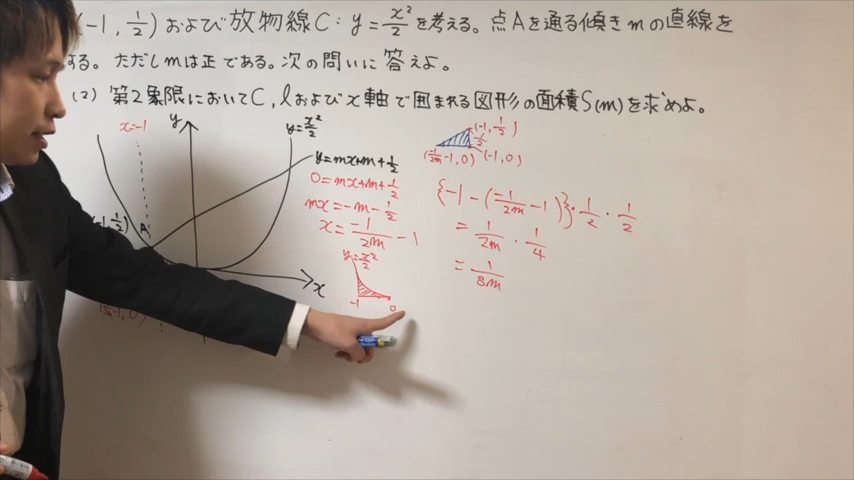 (-1, 1/2) および放物線C: y = x²/2 を考える。点Aを通る傾きmの直線を
する。ただしmは正である。次の問いに答えよ。
(2) 第2象限においてC, lおよびx軸で囲まれる図形の面積S(m)を求めよ。
x=-1
y
y=x²/2
y=mx+m+1/2
0=mx+m+1/2
mx=-m-1/2
x=-1/2m -1
A
x
y=x²/2
-1
0
(-1, 1/2)
1/2
(-1/2m -1, 0)
(-1, 0)
{-1-(-1/2m -1)}・1/2・1/2
= 1/2m・1/4
= 1/8m